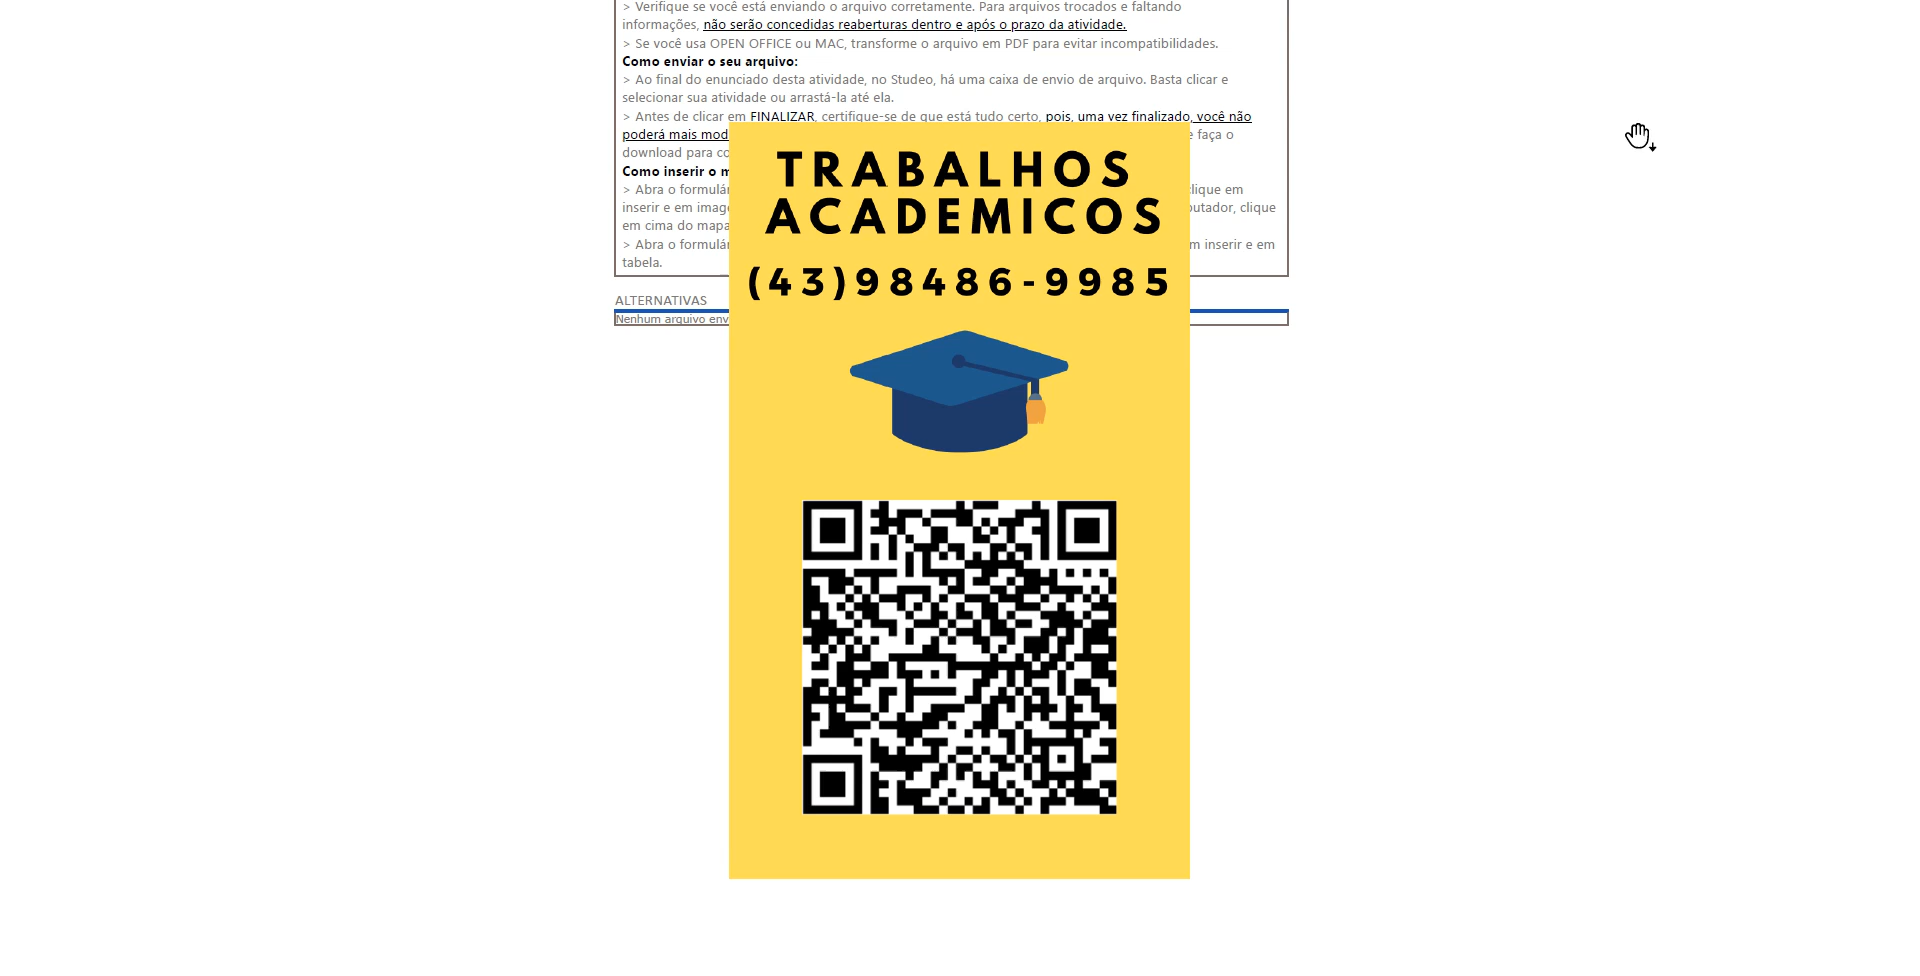 > Verifique se você está enviando o arquivo corretamente. Para arquivos trocados e faltando
informações, não serão concedidas reaberturas dentro e após o prazo da atividade.
> Se você usa OPEN OFFICE ou MAC, transforme o arquivo em PDF para evitar incompatibilidades.
Como enviar o seu arquivo:
> Ao final do enunciado desta atividade, no Studeo, há uma caixa de envio de arquivo. Basta clicar e
selecionar sua atividade ou arrastá-la até ela.
> Antes de clicar em FINALIZAR, certifique-se de que está tudo certo, pois, uma vez finalizado, você não
poderá mais mod e faça o
download para co
Como inserir o m
> Abra o formulár clique em
inserir e em image putador, clique
em cima do mapa
> Abra o formulár m inserir e em
tabela.
ALTERNATIVAS
Nenhum arquivo env
TRABALHOS
ACADEMICOS
(43)98486-9985